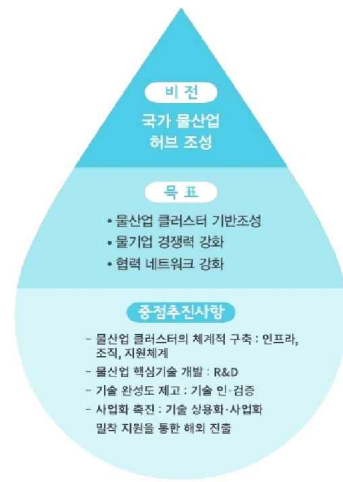 비 전
국가 물산업
허브 조성
목 표
• 물산업 클러스터 기반조성
• 물기업 경쟁력 강화
• 협력 네트워크 강화
중점추진사항
- 물산업 클러스터의 체계적 구축 : 인프라,
조직, 지원체계
- 물산업 핵심기술 개발 : R&D
- 기술 완성도 제고 : 기술 인·검증
- 사업화 촉진 : 기술 상용화·사업화
밀착 지원을 통한 해외 진출